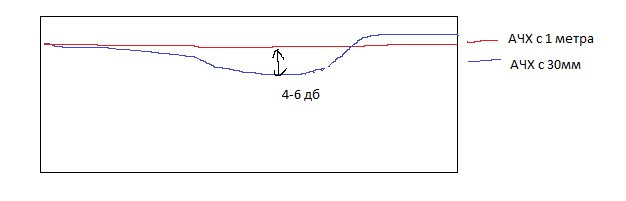 АЧХ с 1 метра
АЧХ с 30мм
4-6 дб